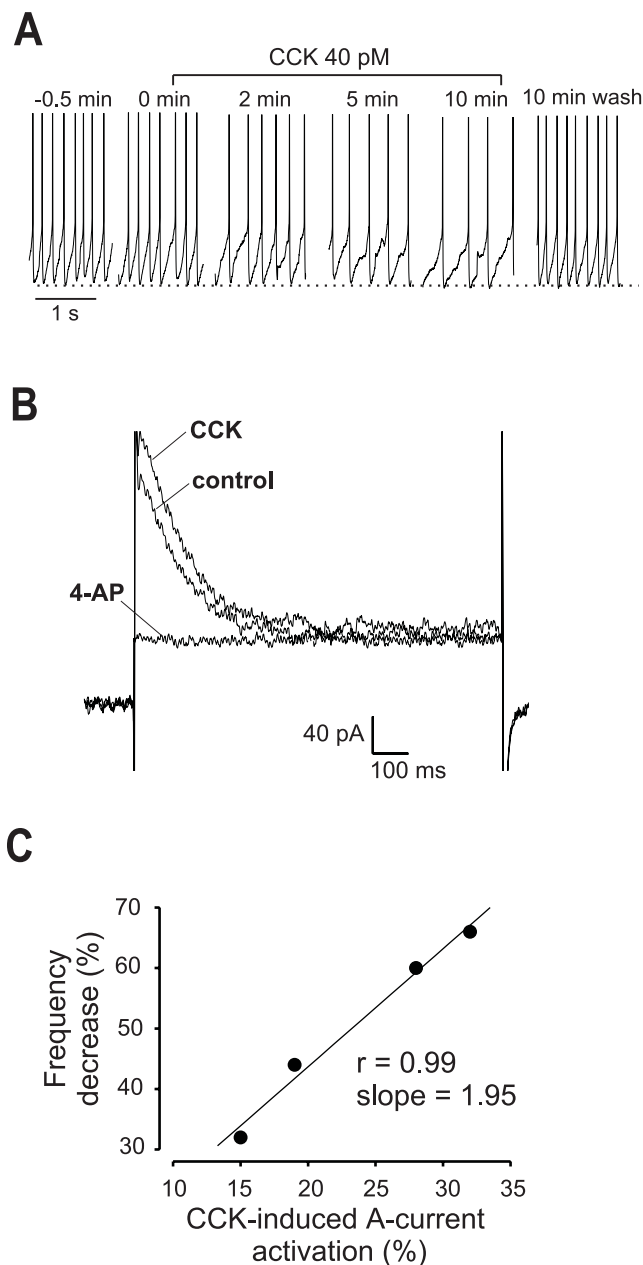 A
CCK 40 pM
-0.5 min 0 min 2 min 5 min 10 min 10 min wash
1 s
B
CCK
control
4-AP
40 pA
100 ms
C
70
60
50
40
30
Frequency
decrease (%)
r = 0.99
slope = 1.95
10 15 20 25 30 35
CCK-induced A-current
activation (%)